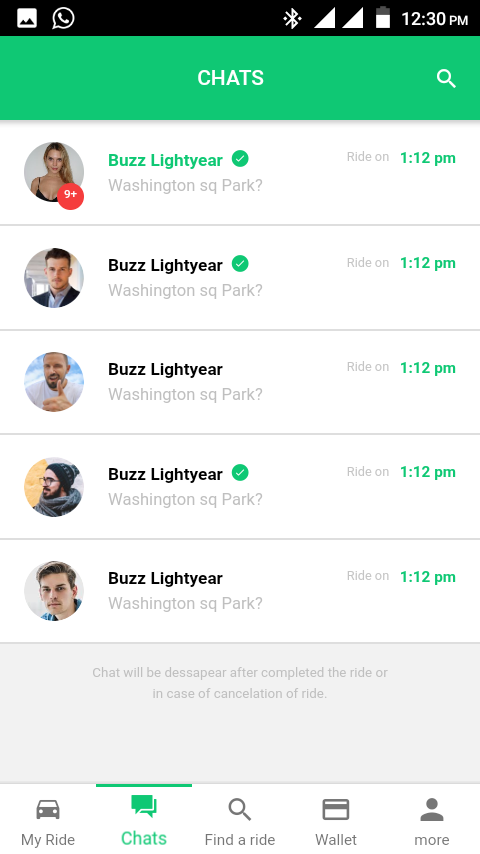 12:30 PM
CHATS
Buzz Lightyear Ride on 1:12 pm
9+ Washington sq Park?
Buzz Lightyear Ride on 1:12 pm
Washington sq Park?
Buzz Lightyear Ride on 1:12 pm
Washington sq Park?
Buzz Lightyear Ride on 1:12 pm
Washington sq Park?
Buzz Lightyear Ride on 1:12 pm
Washington sq Park?
Chat will be dessapear after completed the ride or
in case of cancelation of ride.
My Ride Chats Find a ride Wallet more